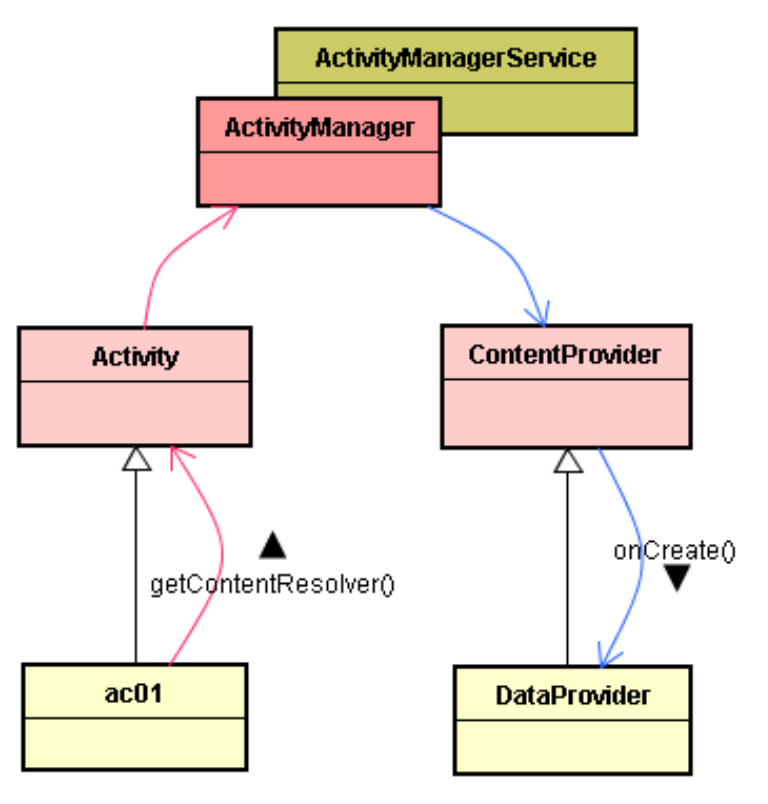 ActivityManagerService
ActivityManager
Activity
ContentProvider
onCreate()
getContentResolver()
ac01
DataProvider